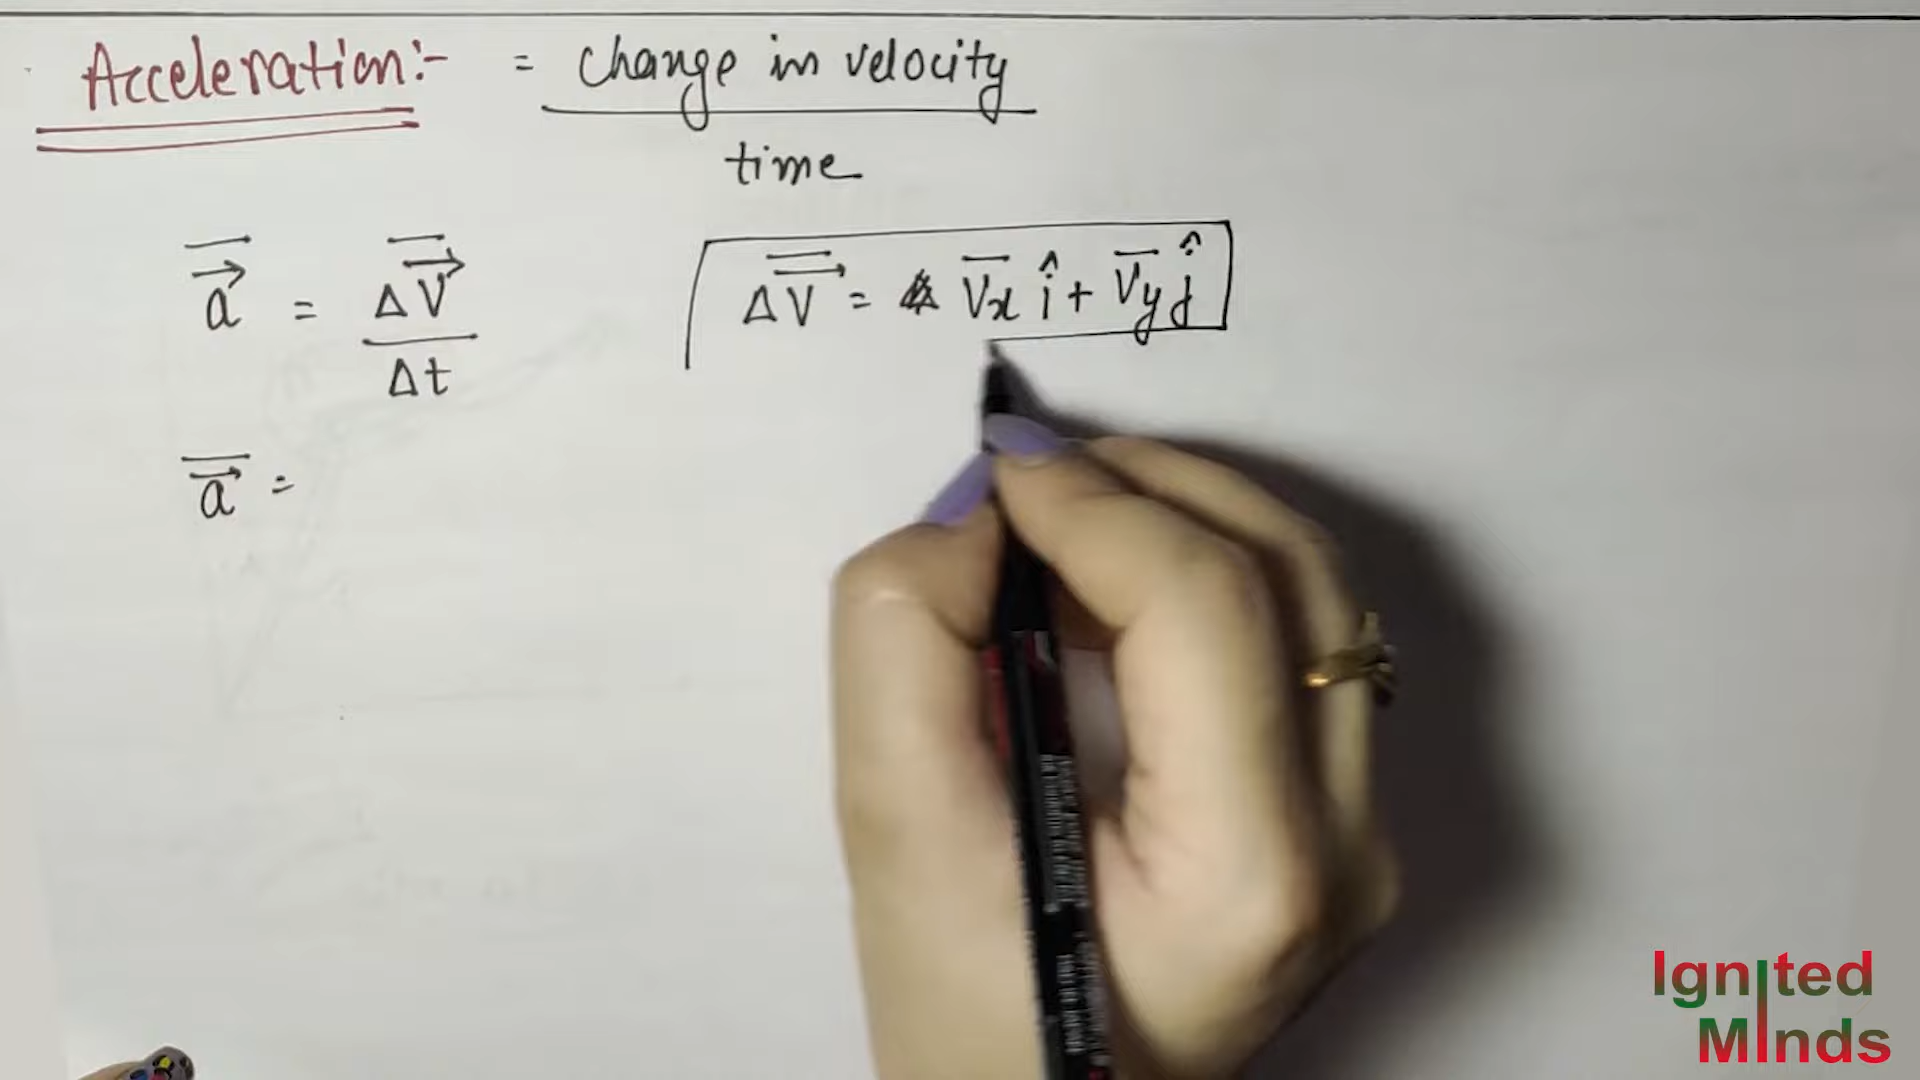 Acceleration:- = change in velocity
time
a = ΔV
Δt
ΔV = Vx î + Vy ĵ
a =
Ignited
Minds